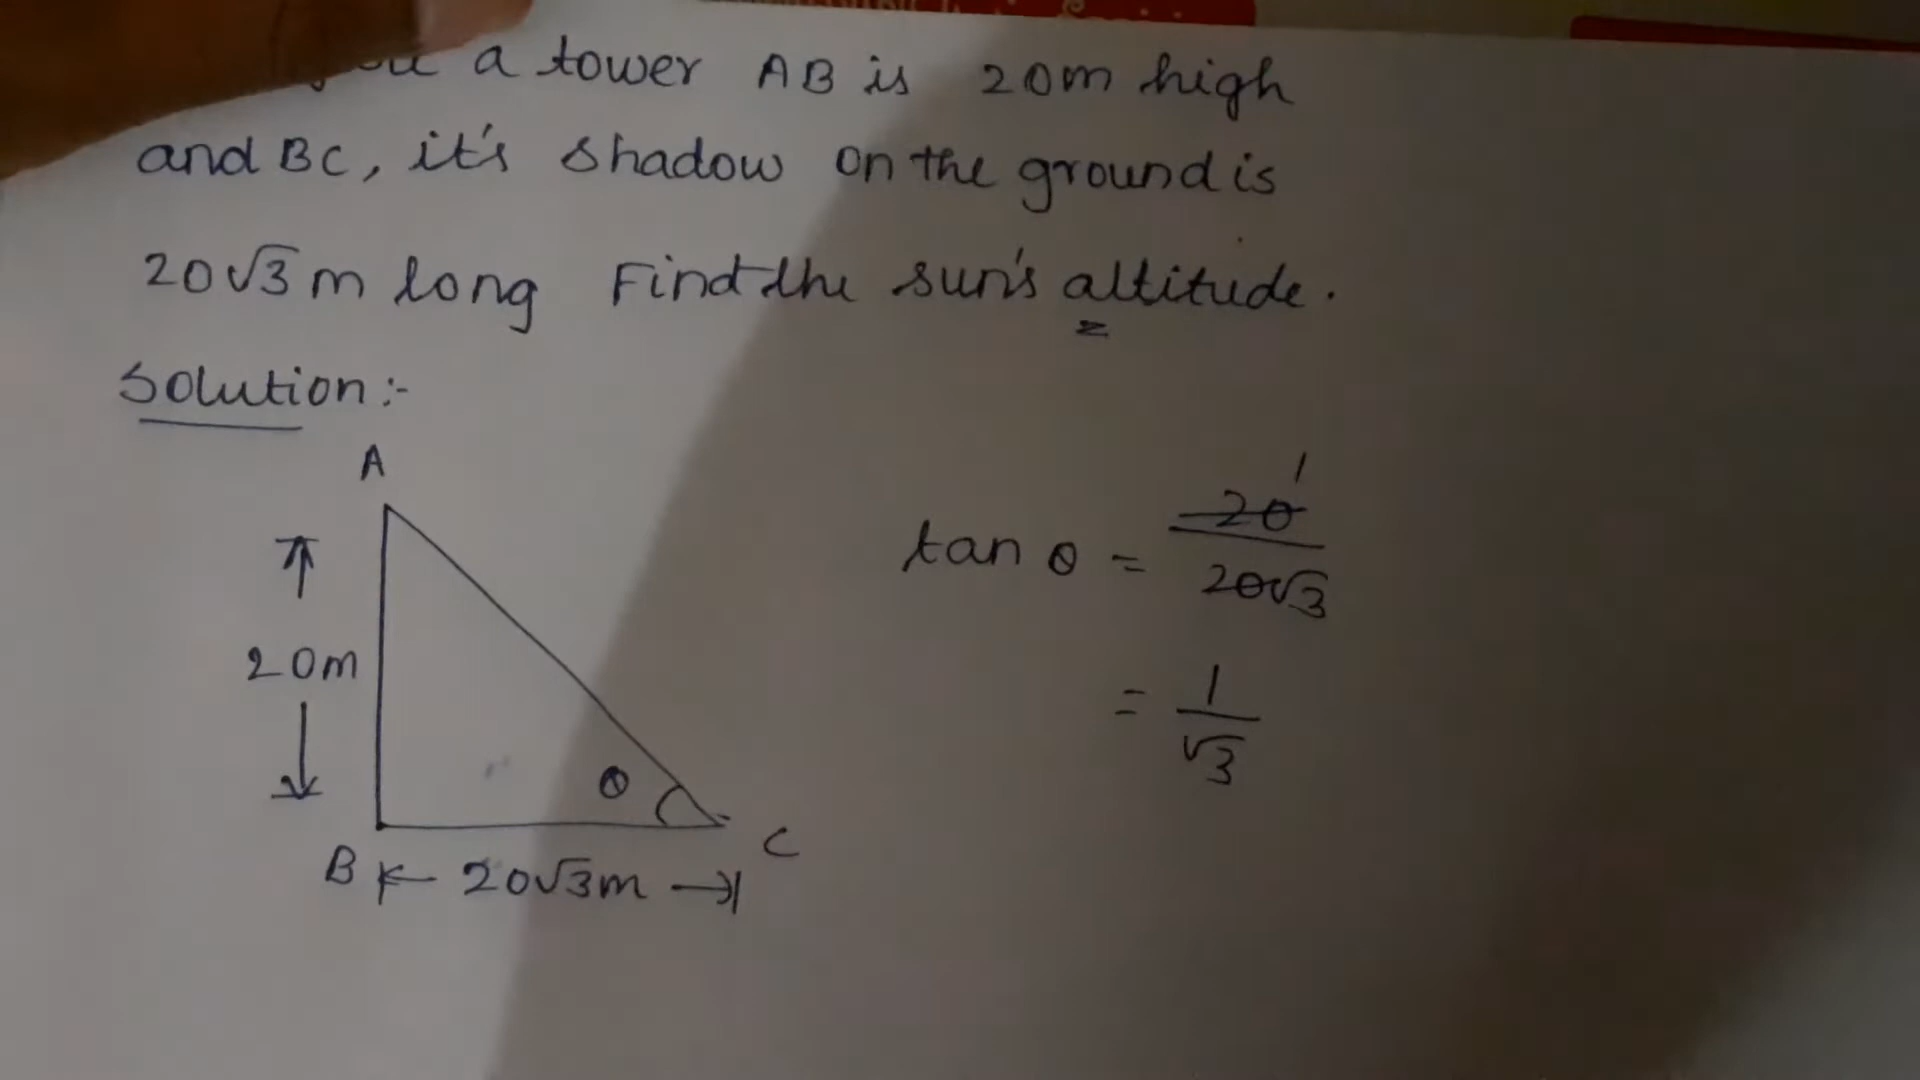 a tower AB is 20m high
and BC, it's shadow on the ground is
20√3 m long Find the sun's altitude.
Solution :-
A
20m
θ
B 20√3m C
tan θ = 20 1 / 20√3
= 1/√3